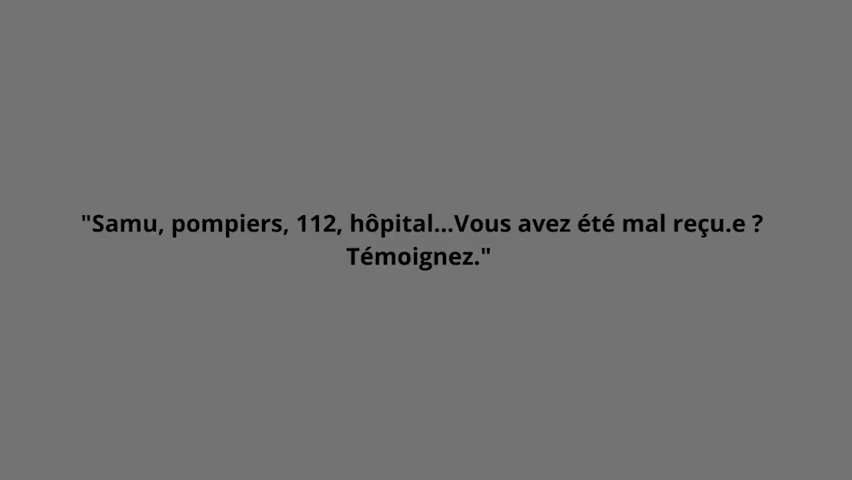 "Samu, pompiers, 112, hôpital...Vous avez été mal reçu.e ?
Témoignez."